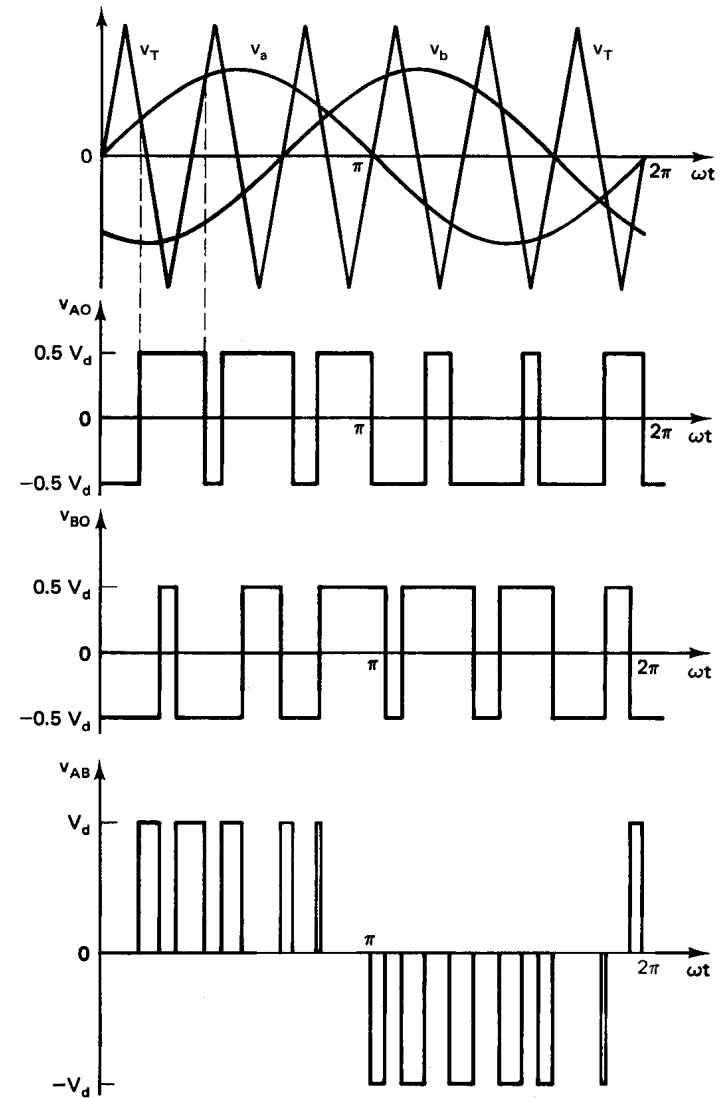 v_T v_a v_b v_T
0 π 2π ωt
v_AO
0.5 V_d
0 π 2π ωt
−0.5 V_d
v_BO
0.5 V_d
0 π 2π ωt
−0.5 V_d
v_AB
V_d
π
0 2π ωt
−V_d